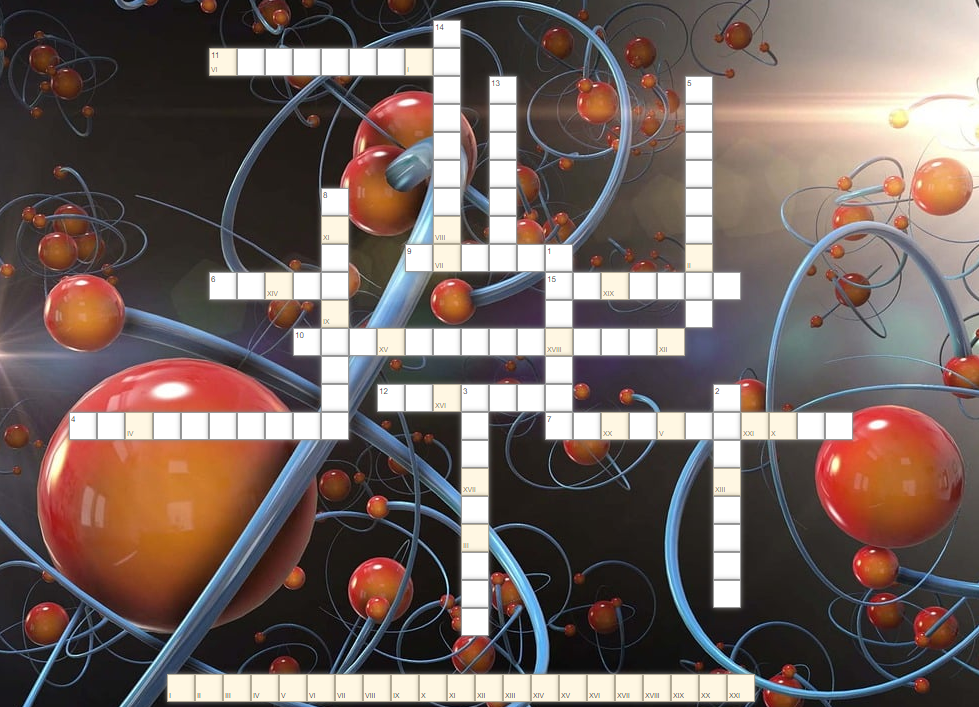 14
11
VI I
13 5
8
XI VIII
9 VII 1 II
6 XIV 15 XIX
IX
10 XV XVIII XII
12 XVI 3 2
4 IV 7 XX V XXI X
XVII XIII
III
I II III IV V VI VII VIII IX X XI XII XIII XIV XV XVI XVII XVIII XIX XX XXI